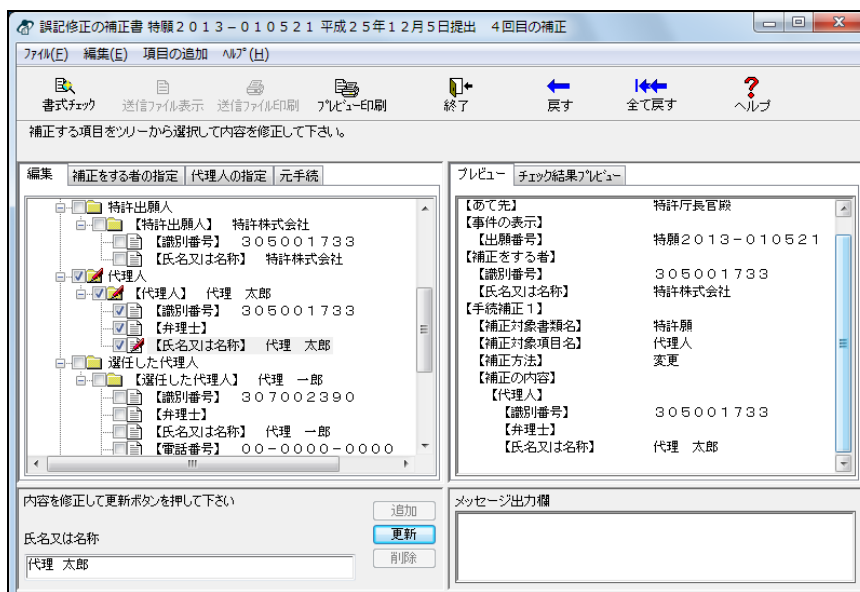 誤記修正の補正書 特願２０１３－０１０５２１ 平成２５年１２月５日提出　４回目の補正
ﾌｧｲﾙ(F)　編集(E)　項目の追加　ﾍﾙﾌﾟ(H)
書式ﾁｪｯｸ　送信ﾌｧｲﾙ表示　送信ﾌｧｲﾙ印刷　ﾌﾟﾚﾋﾞｭｰ印刷　終了　戻す　全て戻す　ヘルプ
補正する項目をツリーから選択して内容を修正して下さい。
編集　補正をする者の指定　代理人の指定　元手続
特許出願人
【特許出願人】　特許株式会社
【識別番号】　３０５００１７３３
【氏名又は名称】　特許株式会社
代理人
【代理人】　代理　太郎
【識別番号】　３０５００１７３３
【弁理士】
【氏名又は名称】　代理　太郎
選任した代理人
【選任した代理人】　代理　一郎
【識別番号】　３０７００２３９０
【弁理士】
【氏名又は名称】　代理　一郎
【電話番号】　００－００００－００００
プレビュー　チェック結果ﾌﾟﾚﾋﾞｭｰ
【あて先】　特許庁長官殿
【事件の表示】
【出願番号】　特願２０１３－０１０５２１
【補正をする者】
【識別番号】　３０５００１７３３
【氏名又は名称】　特許株式会社
【手続補正１】
【補正対象書類名】　特許願
【補正対象項目名】　代理人
【補正方法】　変更
【補正の内容】
【代理人】
【識別番号】　３０５００１７３３
【弁理士】
【氏名又は名称】　代理　太郎
内容を修正して更新ボタンを押して下さい
追加
更新
削除
氏名又は名称
代理　太郎
メッセージ出力欄